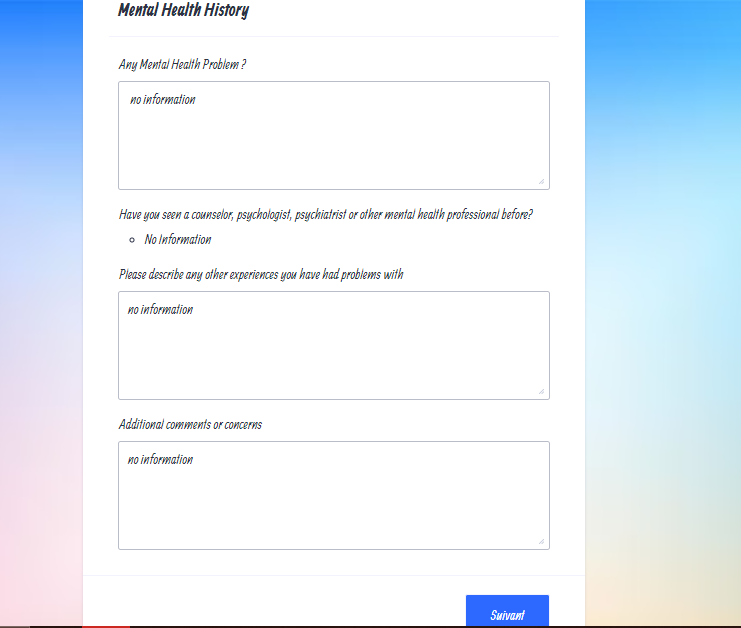 Mental Health History
Any Mental Health Problem ?
no information
Have you seen a counselor, psychologist, psychiatrist or other mental health professional before?
No Information
Please describe any other experiences you have had problems with
no information
Additional comments or concerns
no information
Suivant